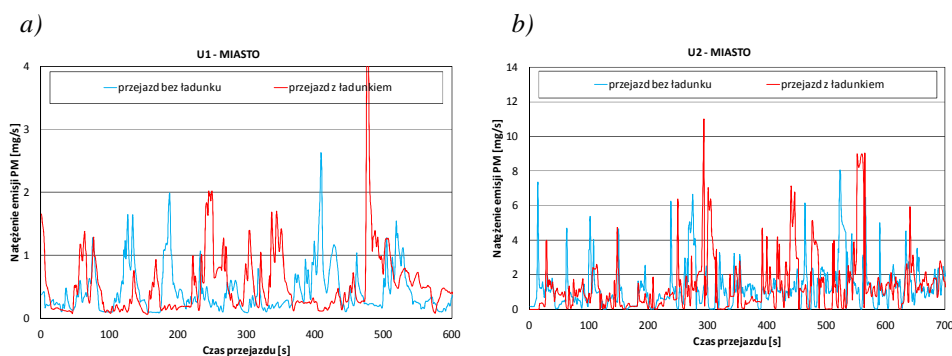 a)
U1 - MIASTO
przejazd bez ładunku
przejazd z ładunkiem
Natężenie emisji PM [mg/s]
4
3
2
1
0
0 100 200 300 400 500 600
Czas przejazdu [s]
b)
U2 - MIASTO
przejazd bez ładunku
przejazd z ładunkiem
Natężenie emisji PM [mg/s]
14
12
10
8
6
4
2
0
0 100 200 300 400 500 600 700
Czas przejazdu [s]